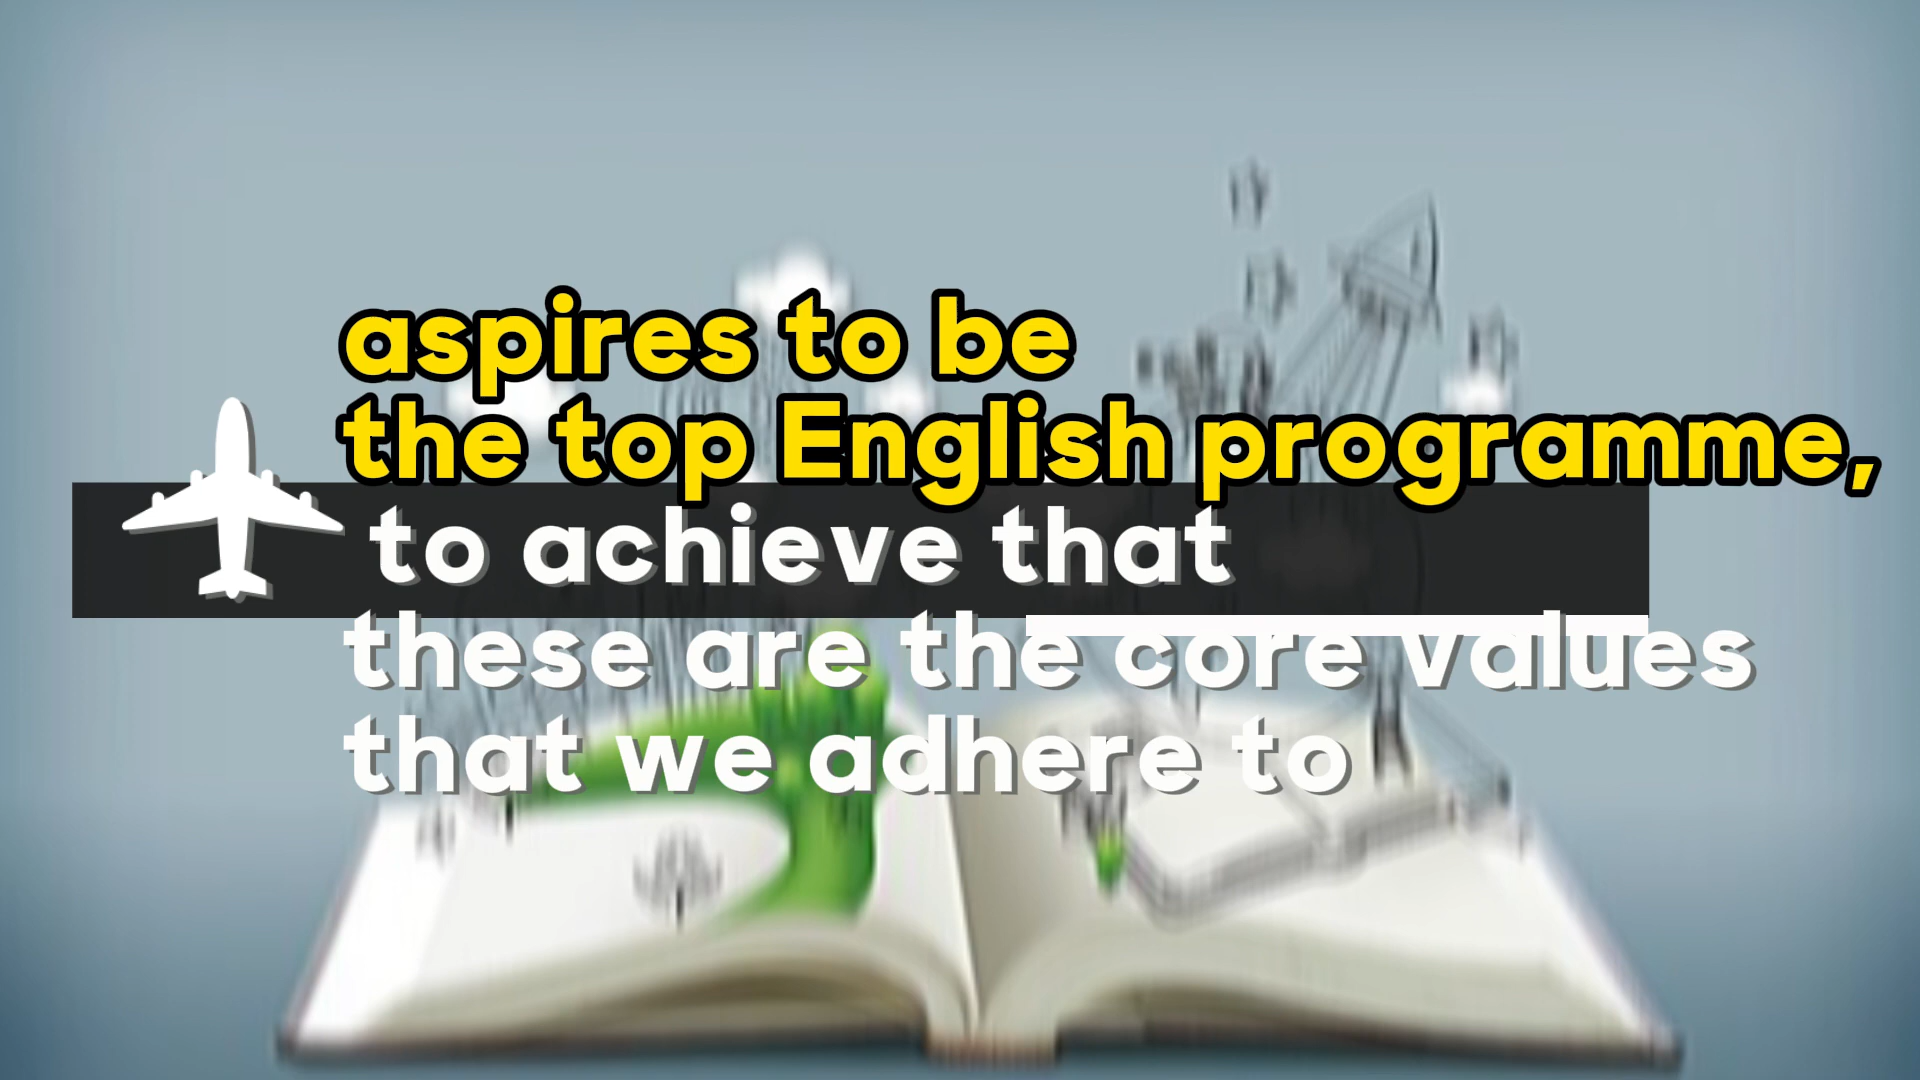 aspires to be
the top English programme,
to achieve that
these are the core values
that we adhere to